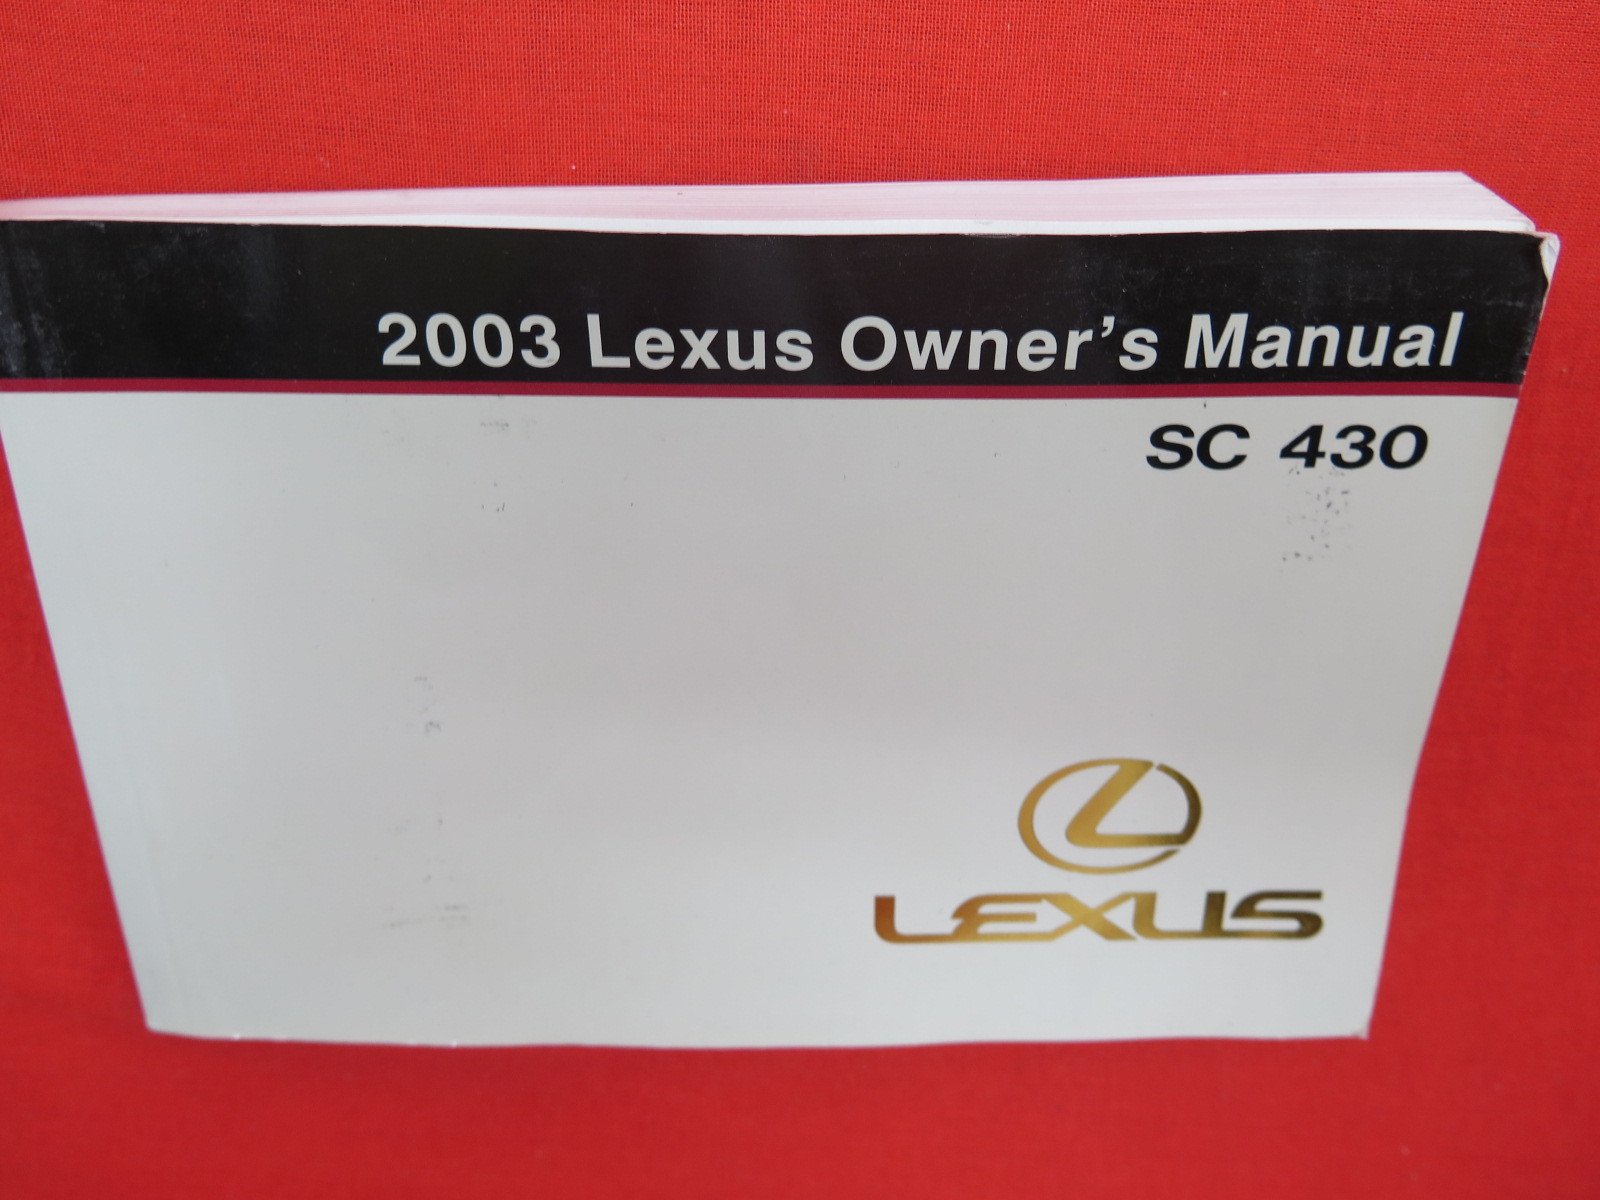 2003 Lexus Owner's Manual
SC 430
LEXUS